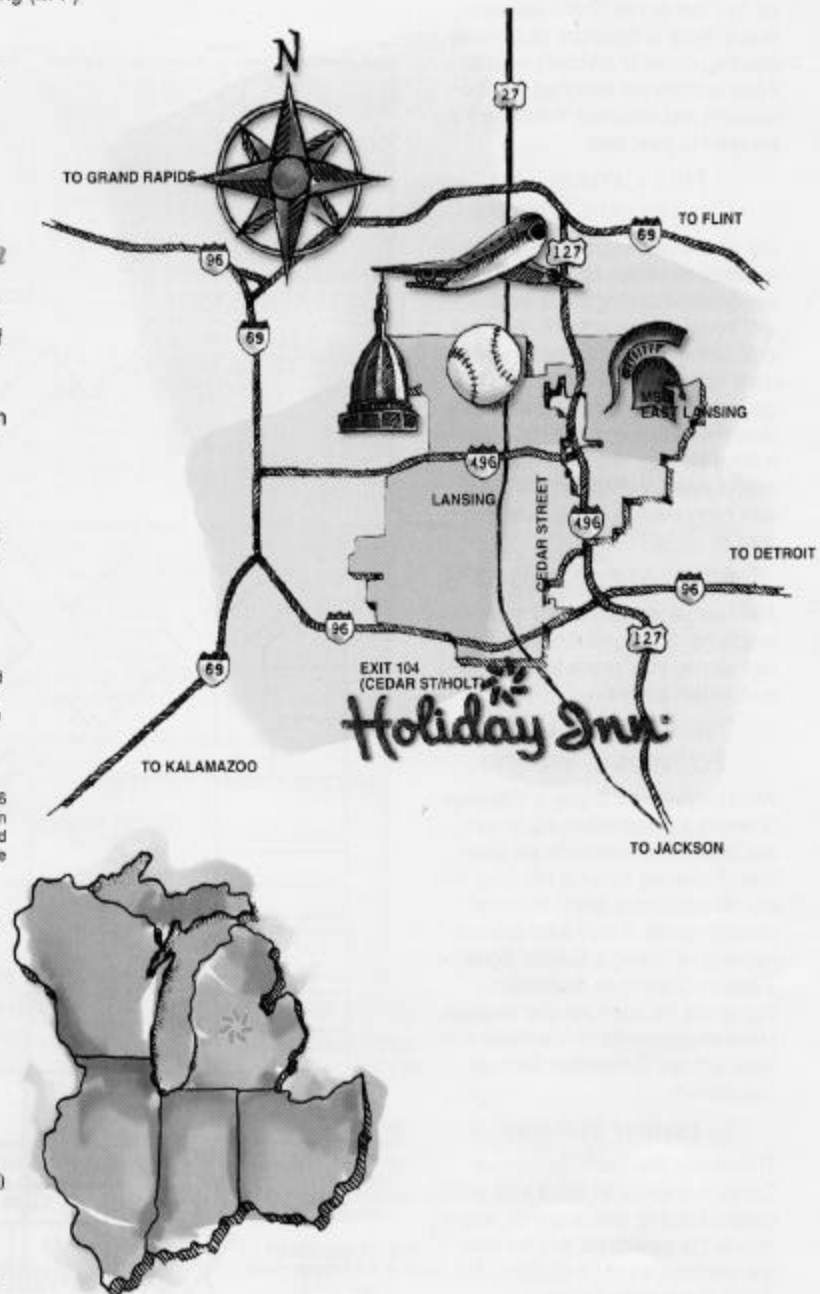 N
27
TO GRAND RAPIDS
TO FLINT
96
127
69
69
MSU
EAST LANSING
496
LANSING
CEDAR STREET
496
TO DETROIT
96
96
127
69
EXIT 104
(CEDAR ST/HOLT)
Holiday Inn
TO KALAMAZOO
TO JACKSON